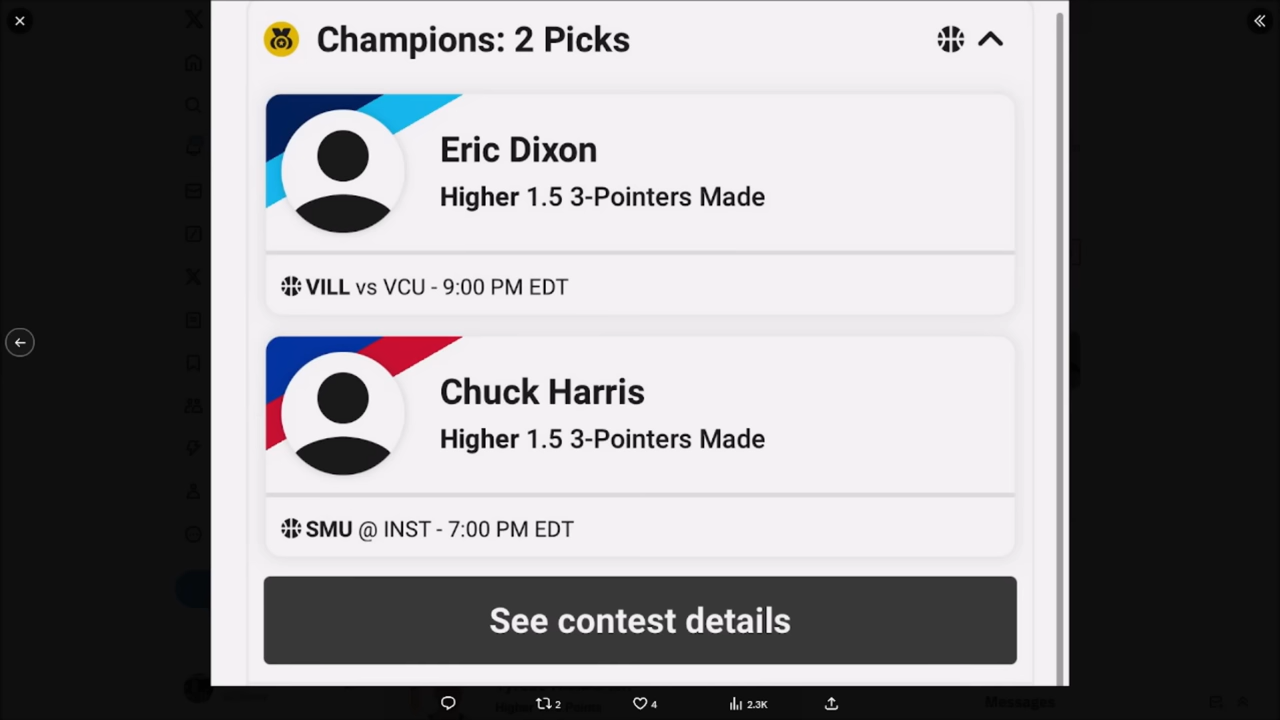 Champions: 2 Picks
Eric Dixon
Higher 1.5 3-Pointers Made
VILL vs VCU - 9:00 PM EDT
Chuck Harris
Higher 1.5 3-Pointers Made
SMU @ INST - 7:00 PM EDT
See contest details
2
4
2.3K
Messages